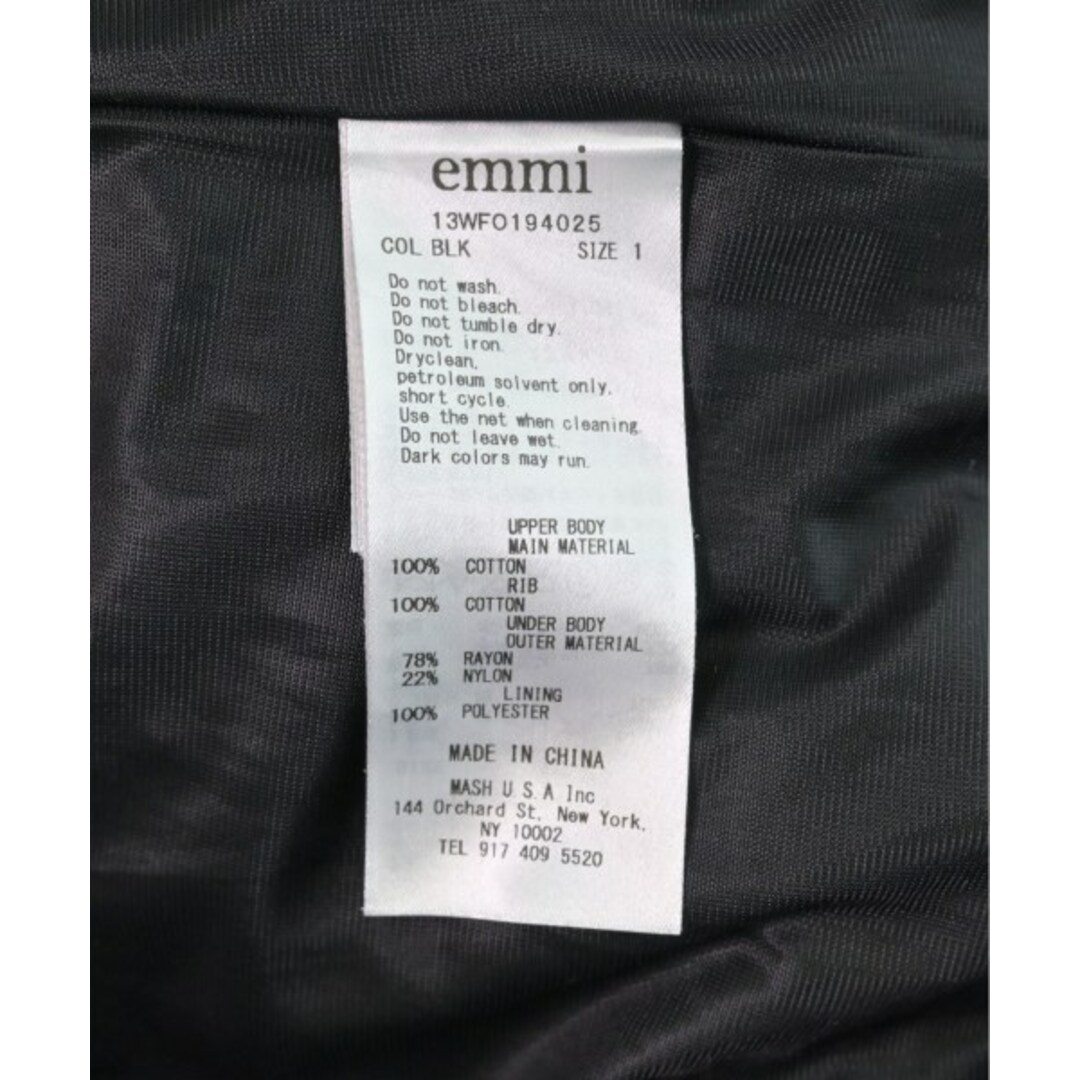 emmi
13WFO194025
COL BLK SIZE 1
Do not wash.
Do not bleach.
Do not tumble dry.
Do not iron.
Dryclean,
petroleum solvent only,
short cycle.
Use the net when cleaning.
Do not leave wet.
Dark colors may run.
UPPER BODY
MAIN MATERIAL
100% COTTON
RIB
100% COTTON
UNDER BODY
OUTER MATERIAL
78% RAYON
22% NYLON
LINING
100% POLYESTER
MADE IN CHINA
MASH U.S.A Inc
144 Orchard St, New York,
NY 10002
TEL 917 409 5520